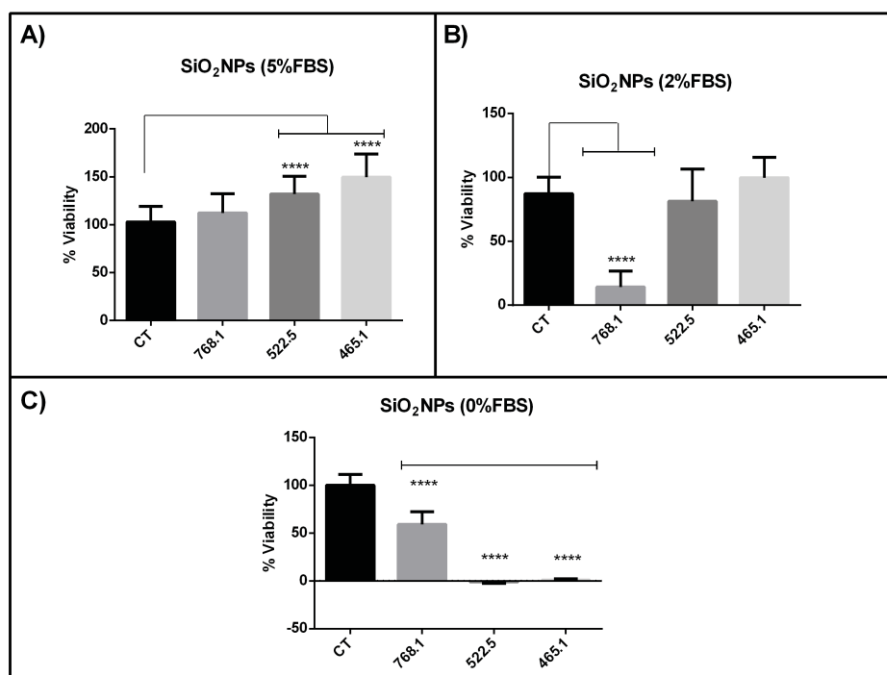 A)
SiO₂NPs (5%FBS)
200
150
100
50
0
% Viability
****
****
CT
768.1
522.5
465.1
B)
SiO₂NPs (2%FBS)
150
100
50
0
% Viability
****
CT
768.1
522.5
465.1
C)
SiO₂NPs (0%FBS)
150
100
50
0
-50
% Viability
****
****
****
CT
768.1
522.5
465.1